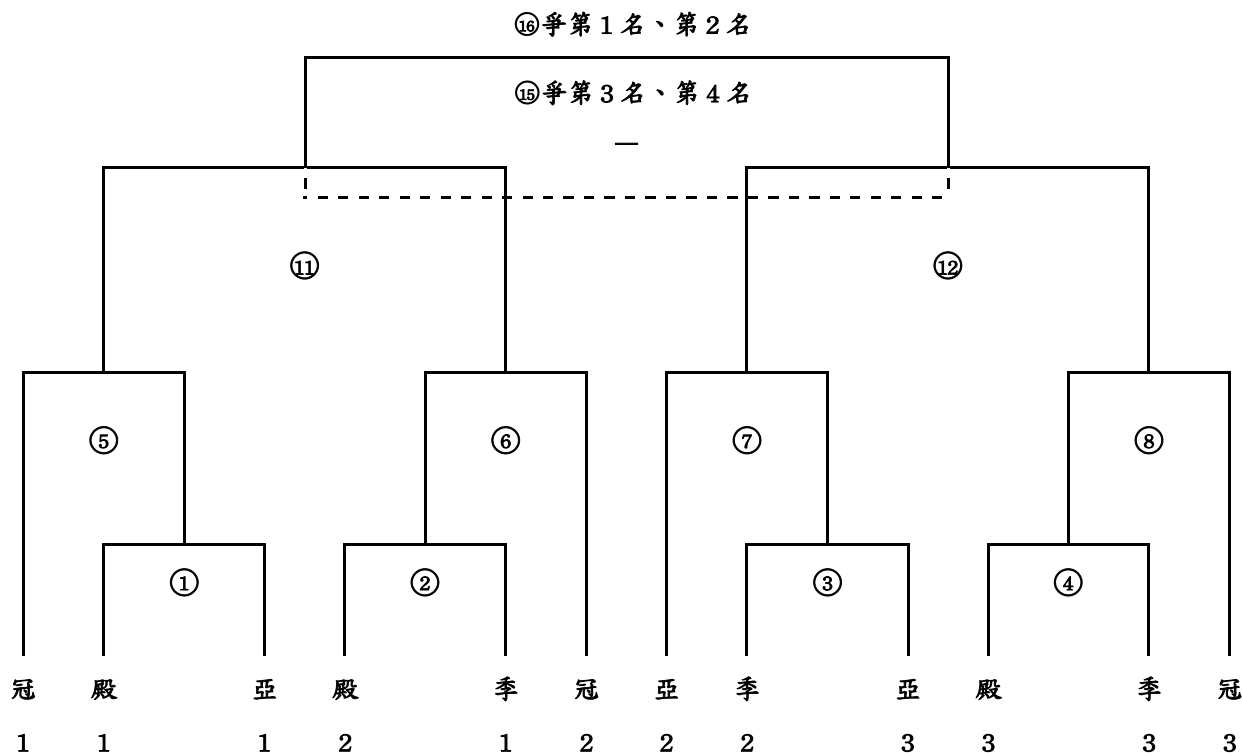 ⑯爭第1名、第2名
⑮爭第3名、第4名
—
⑪ ⑫
⑤ ⑥ ⑦ ⑧
① ② ③ ④
冠 殿 亞 殿 季 冠 亞 季 亞 殿 季 冠
1 1 1 2 1 2 2 2 3 3 3 3